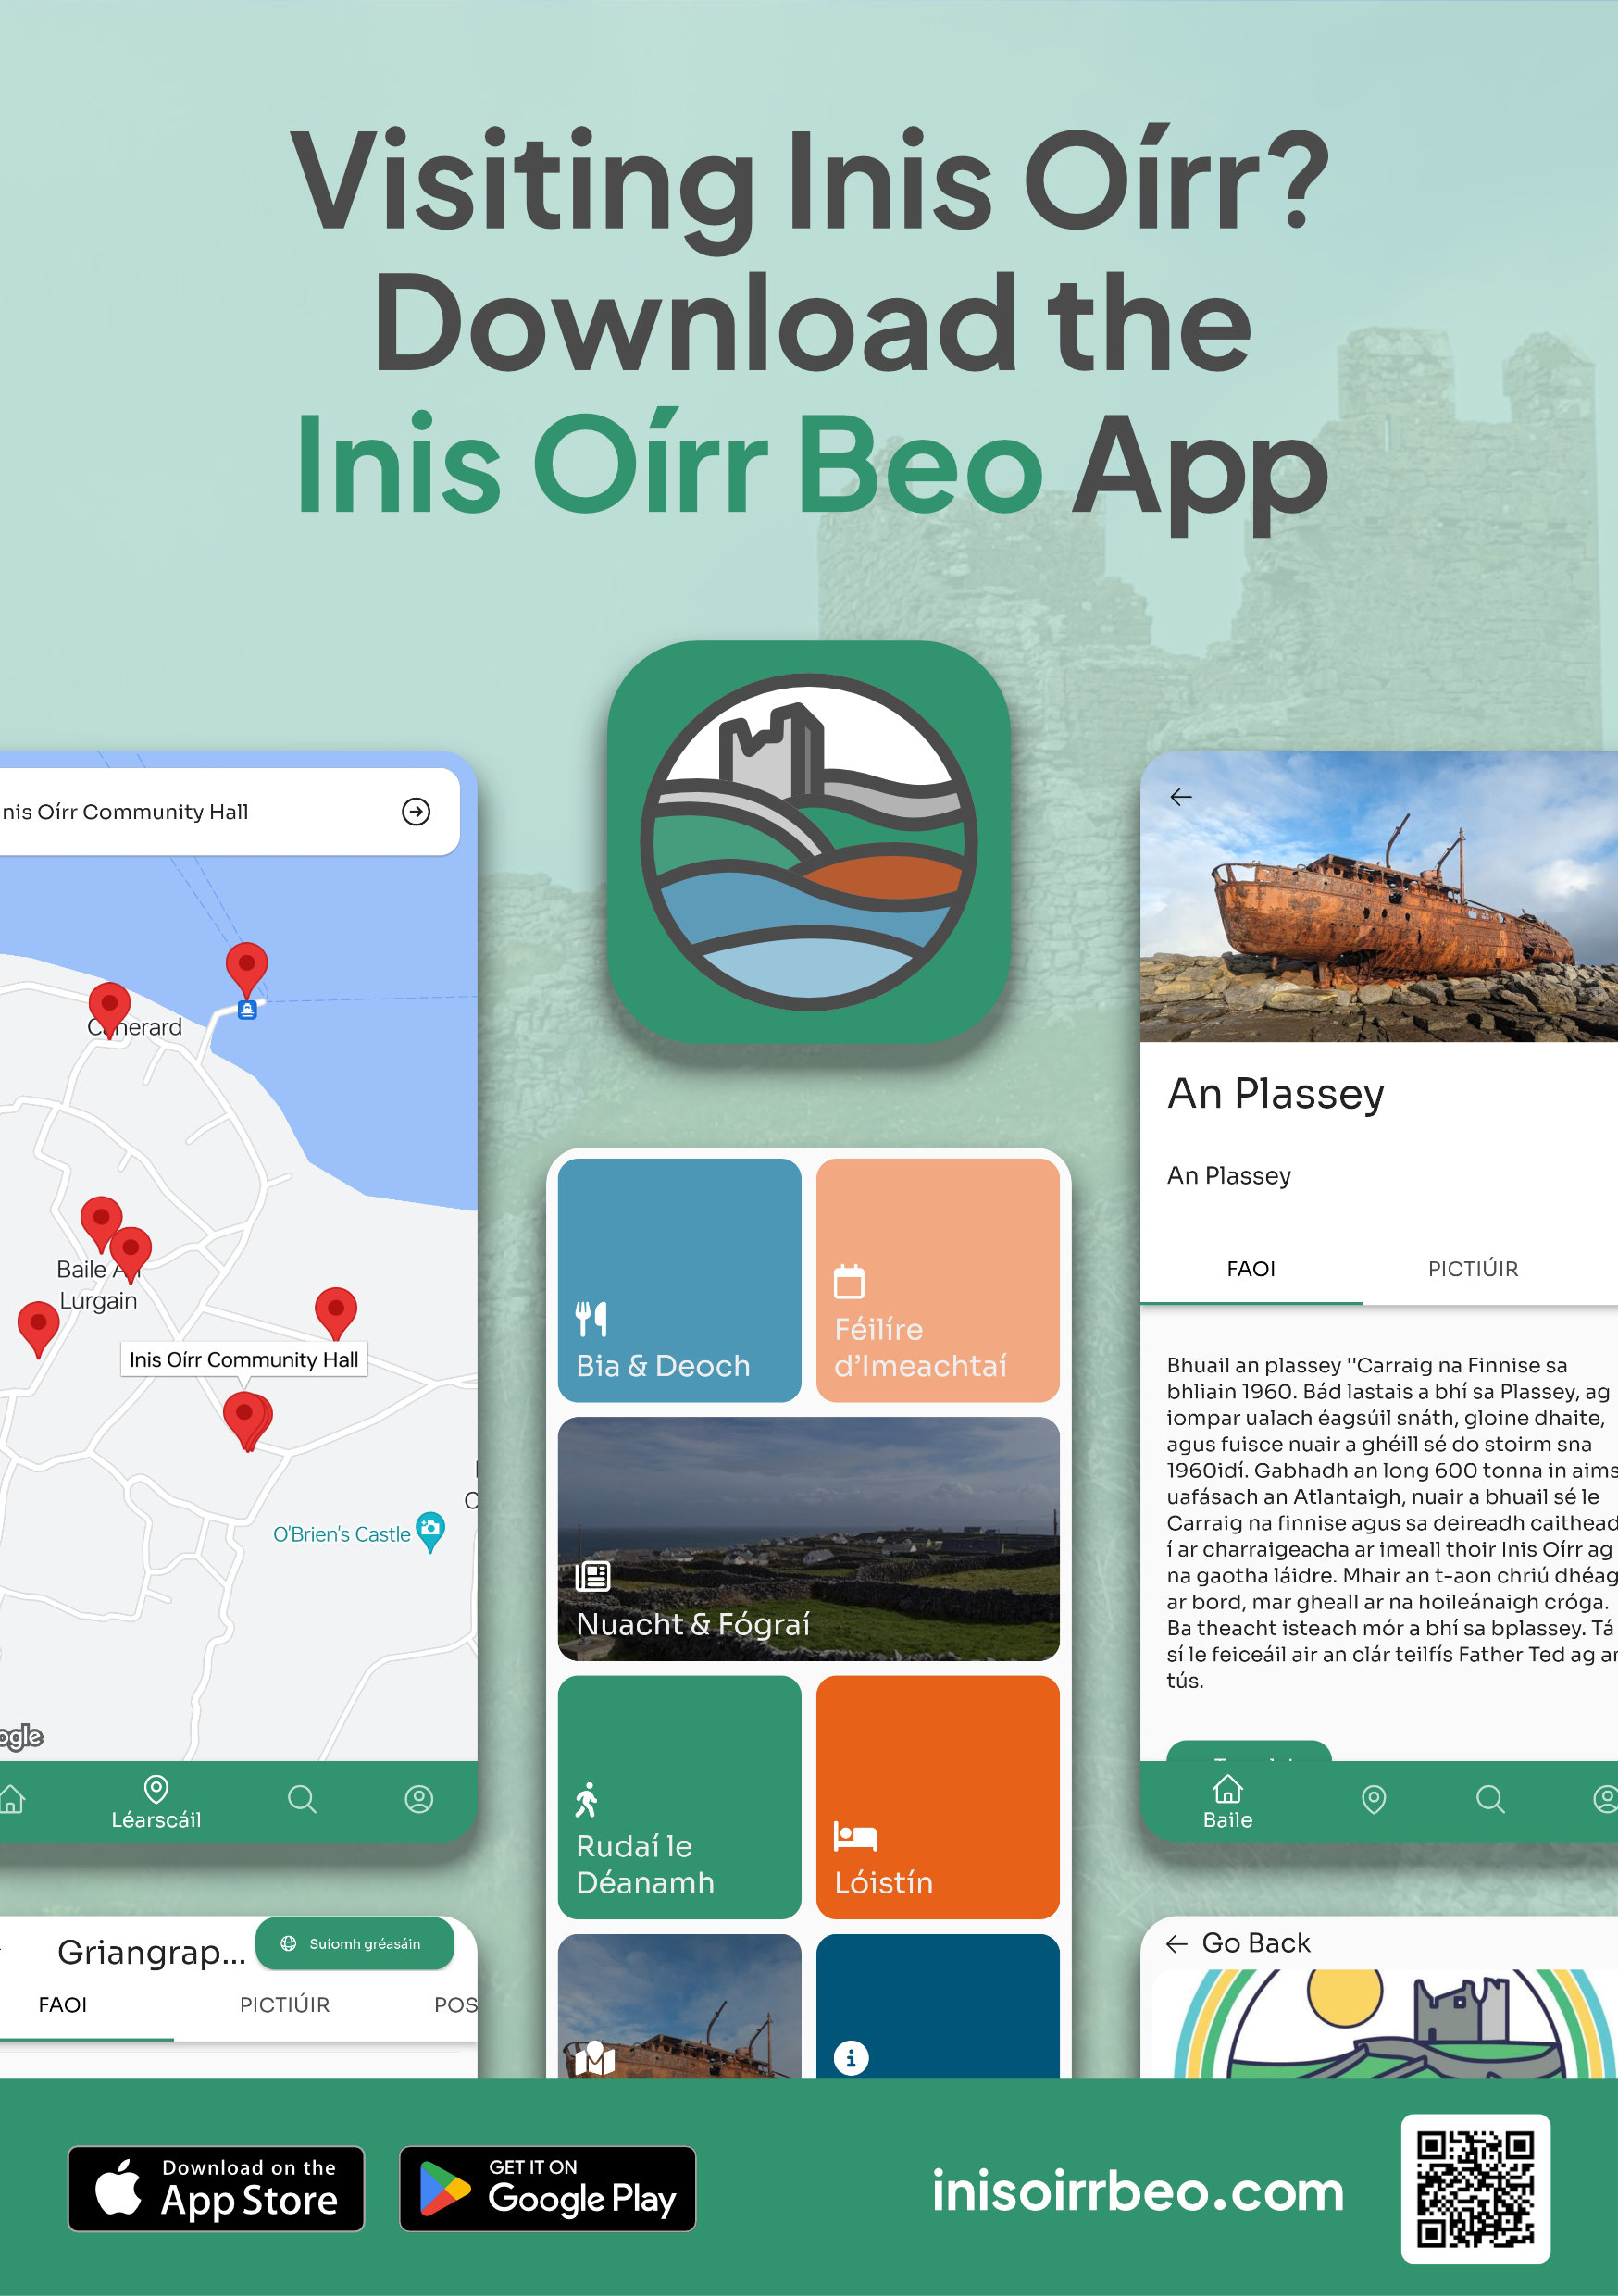 Visiting Inis Oírr?
Download the
Inis Oírr Beo App
nis Oírr Community Hall
Baile An
Lurgain
Inis Oírr Community Hall
O'Brien's Castle
ogle
Léarscáil
Griangrap...
Suíomh gréasáin
FAOI
PICTIÚIR
POS
Bia & Deoch
Féilíre
d'Imeachtaí
Nuacht & Fógraí
Rudaí le
Déanamh
Lóistín
An Plassey
An Plassey
FAOI
PICTIÚIR
Bhuail an plassey ''Carraig na Finnise sa
bhliain 1960. Bád lastais a bhí sa Plassey, ag
iompar ualach éagsúil snáth, gloine dhaite,
agus fuisce nuair a ghéill sé do stoirm sna
1960idí. Gabhadh an long 600 tonna in aims
uafásach an Atlantaigh, nuair a bhuail sé le
Carraig na finnise agus sa deireadh caithead
í ar charraigeacha ar imeall thoir Inis Oírr ag
na gaotha láidre. Mhair an t-aon chriú dhéag
ar bord, mar gheall ar na hoileánaigh cróga.
Ba theacht isteach mór a bhí sa bplassey. Tá
sí le feiceáil air an clár teilfís Father Ted ag an
tús.
Baile
Go Back
Download on the
App Store
GET IT ON
Google Play
inisoirrbeo.com